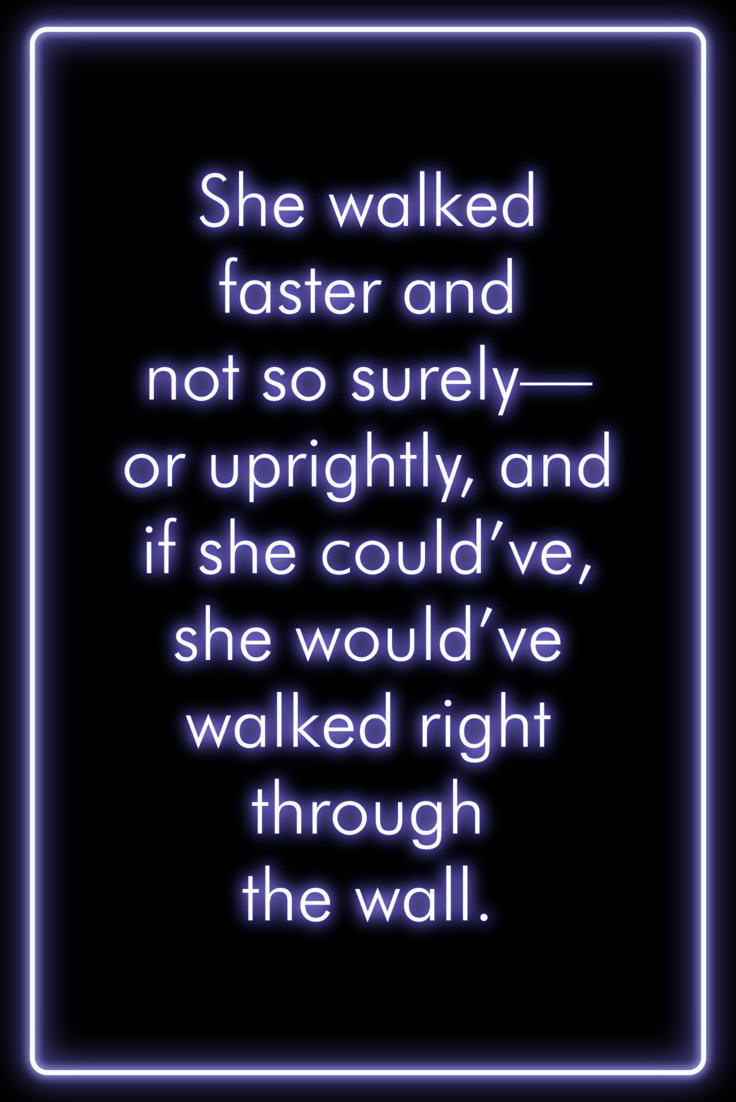 She walked
faster and
not so surely—
or uprightly, and
if she could’ve,
she would’ve
walked right
through
the wall.